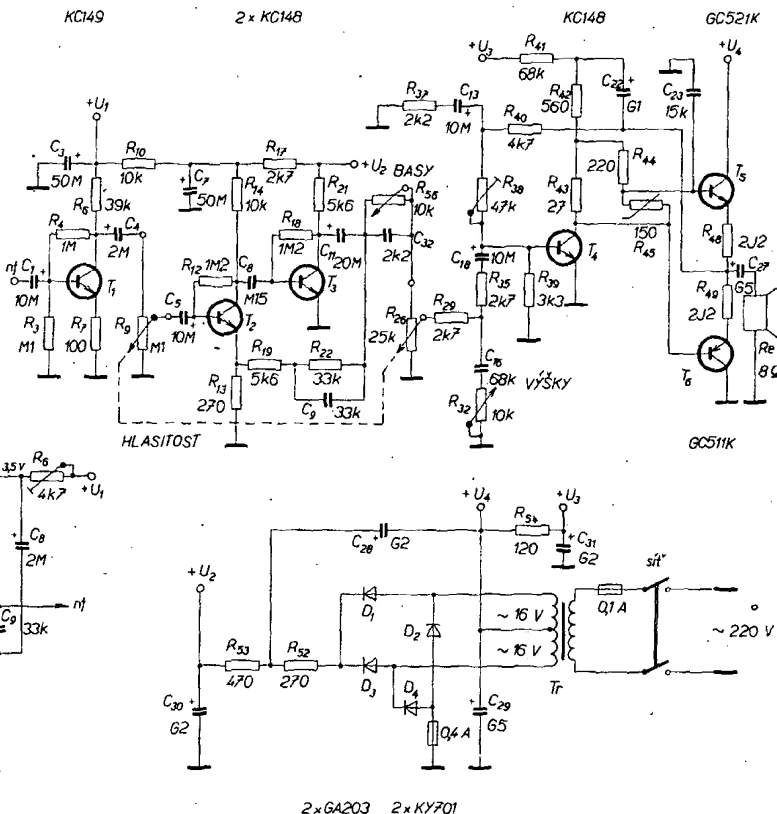 KC149 2 x KC148 KC148 GC521K
+U1
C3 + 50M
R10 10k
R6 39k
R4 1M
+ C4 2M
nf C1 + 10M
T1
R3 M1
R7 100
R9 M1
C5 + 10M
R12 1M2
T2
R13 270
C7 + 50M
R14 10k
C8 M15
R17 2k7
R18 1M2
R21 5k6
T3
+U2 BASY
R56 10k
C11 + 20M
C32 2k2
R19 5k6
R22 33k
C9 33k
R26 25k
R29 2k7
HLASITOST
R37 2k2
C13 + 10M
+U3
R41 68k
R42 560
C22 + G1
R40 4k7
R38 47k
R43 27
R44 220
150 R45
C18 + 10M
R35 2k7
R39 3k3
T4
C16 68k
R32 10k
VÝŠKY
C23 15k
+U4
T5
R48 2J2
+ C27 G5
R49 2J2
T6
Re 8Ω
GC511K
3,5 V
R6 4k7
+U1
+ C8 2M
nf
C9 33k
+U2
C28 + G2
+U4
R54 120
+U3
+ C31 G2
R53 470
R52 270
C30 + G2
D1
D2
D3
D4
0,4 A
C29 + G5
~ 16 V
~ 16 V
Tr
0,1 A
síť
~ 220 V
2 x GA203 2 x KY701